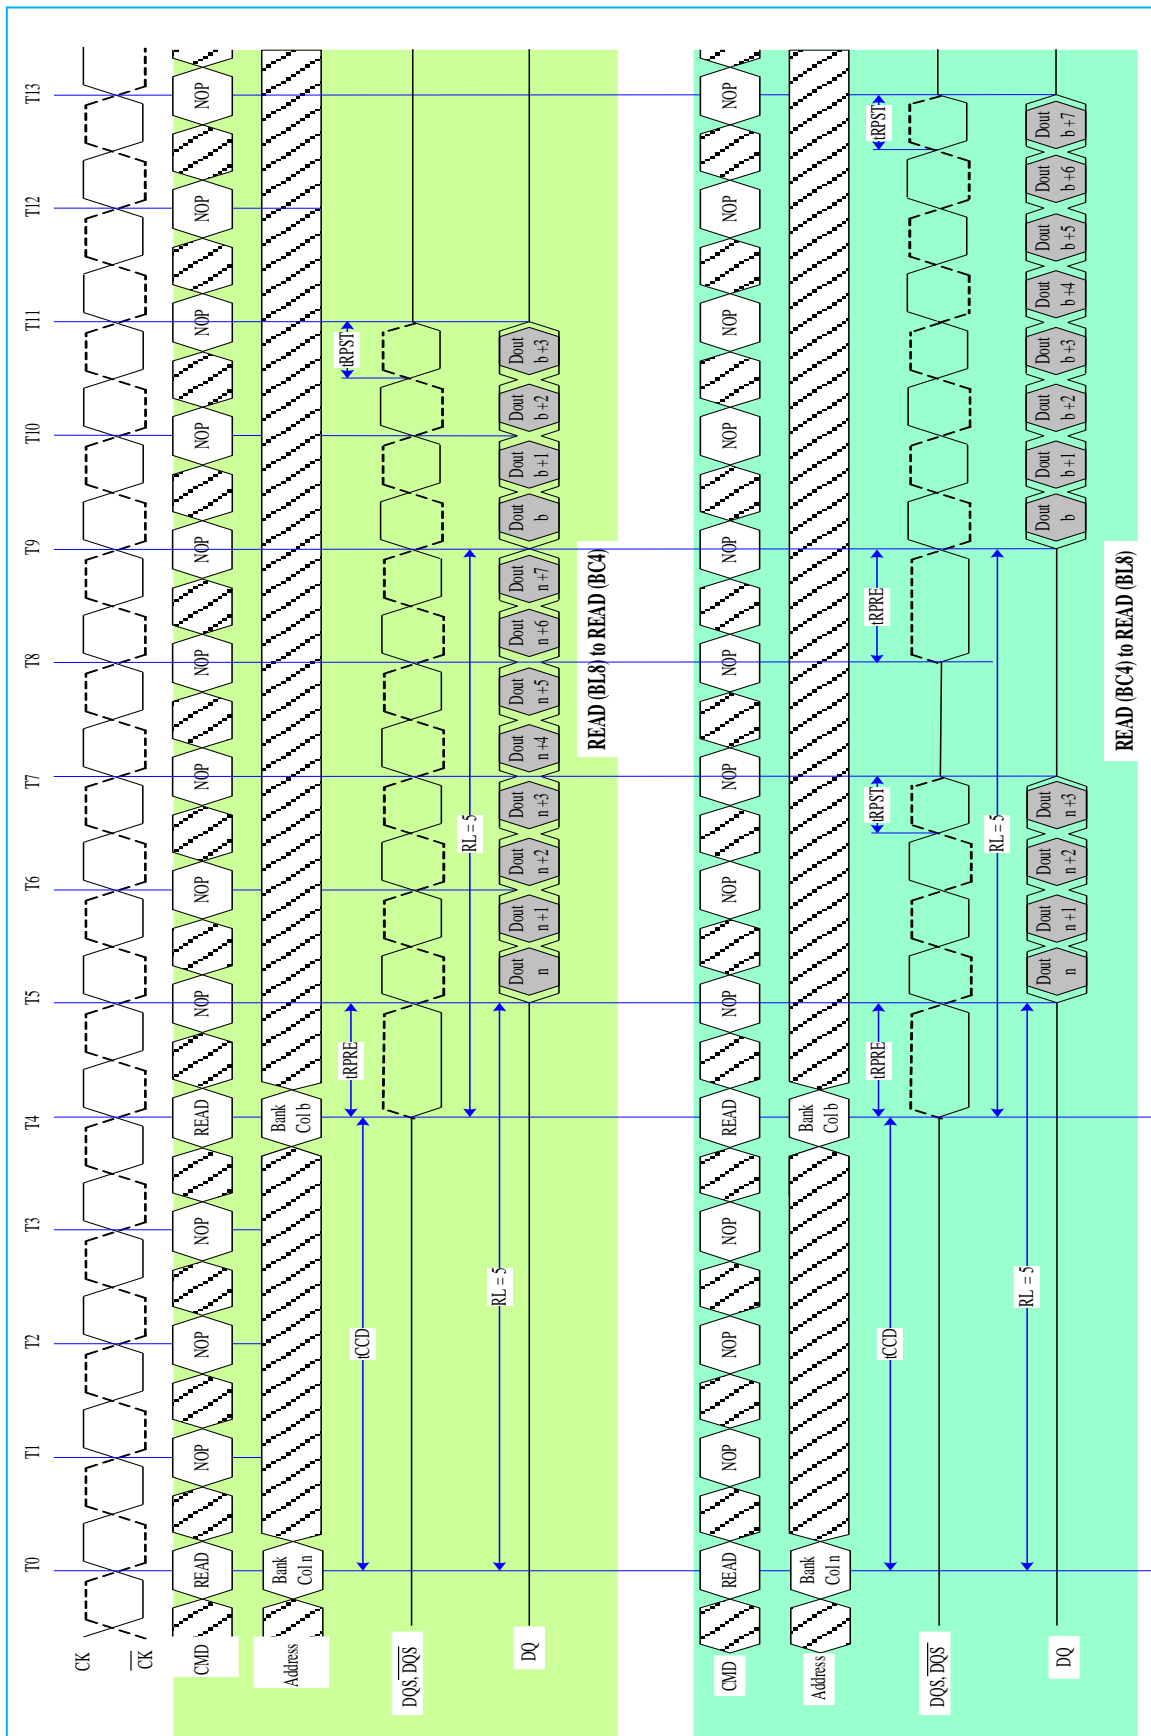 T0 T1 T2 T3 T4 T5 T6 T7 T8 T9 T10 T11 T12 T13
CK
CK
CMD READ NOP NOP NOP READ NOP NOP NOP NOP NOP NOP NOP NOP NOP
Address Bank Col n Bank Col b
tCCD tRPRE tRPST
DQS, DQS
RL = 5
RL = 5
DQ Dout n Dout n+1 Dout n+2 Dout n+3 Dout n+4 Dout n+5 Dout n+6 Dout n+7 Dout b Dout b+1 Dout b+2 Dout b+3
READ (BL8) to READ (BC4)
CMD READ NOP NOP NOP READ NOP NOP NOP NOP NOP NOP NOP NOP NOP
Address Bank Col n Bank Col b
tCCD tRPRE tRPST tRPRE tRPST
DQS, DQS
RL = 5
RL = 5
DQ Dout n Dout n+1 Dout n+2 Dout n+3 Dout b Dout b+1 Dout b+2 Dout b+3 Dout b+4 Dout b+5 Dout b+6 Dout b+7
READ (BC4) to READ (BL8)